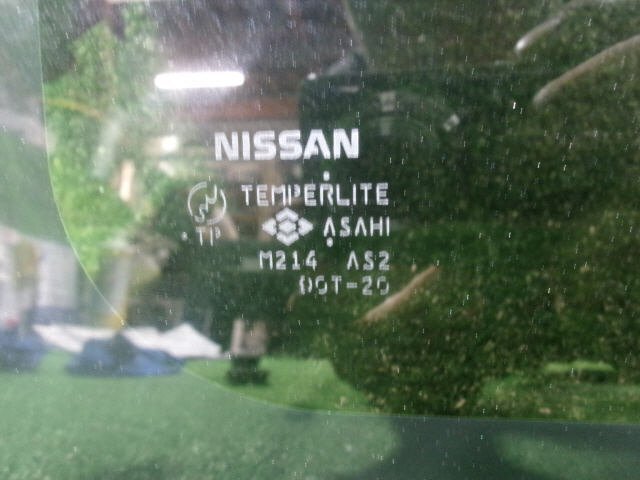 NISSAN
TEMPERLITE
TP ASAHI
M214 AS2
DOT-20